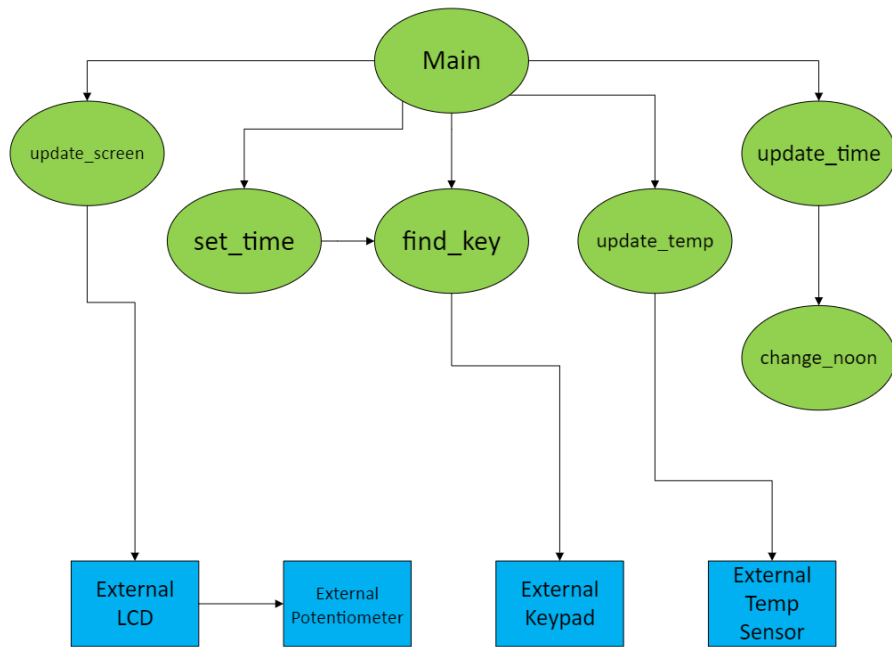 Main
update_screen
update_time
set_time
find_key
update_temp
change_noon
External
LCD
External
Potentiometer
External
Keypad
External
Temp
Sensor